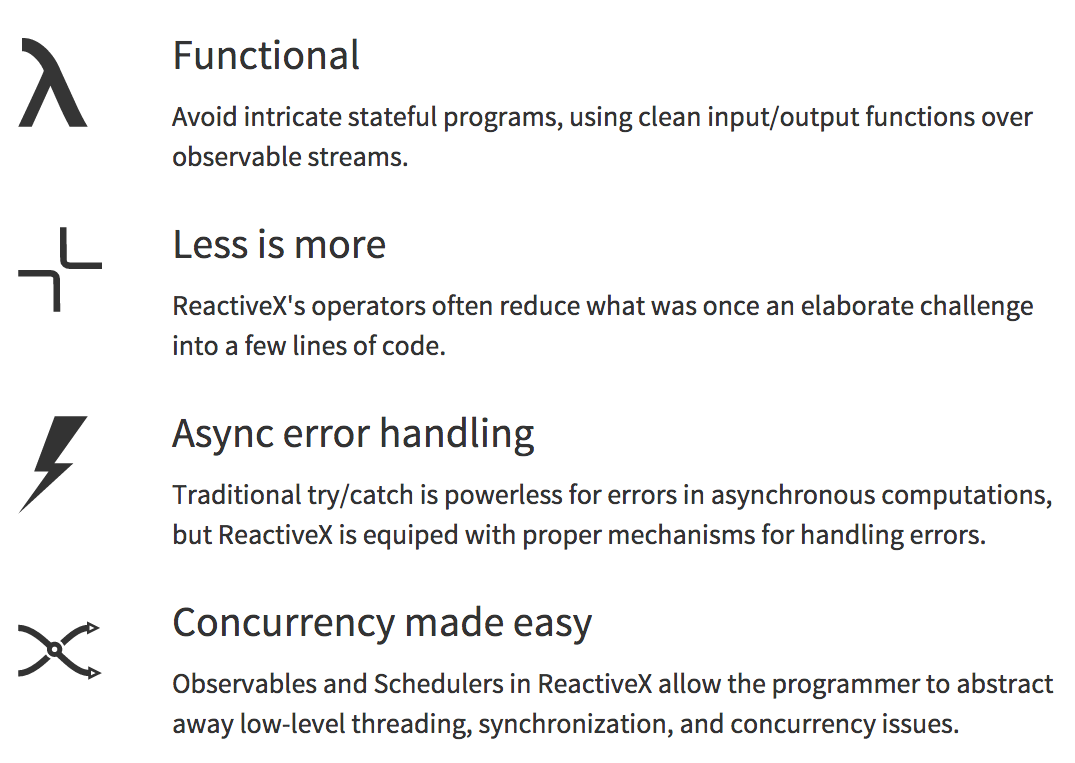 Functional
Avoid intricate stateful programs, using clean input/output functions over
observable streams.
Less is more
ReactiveX's operators often reduce what was once an elaborate challenge
into a few lines of code.
Async error handling
Traditional try/catch is powerless for errors in asynchronous computations,
but ReactiveX is equiped with proper mechanisms for handling errors.
Concurrency made easy
Observables and Schedulers in ReactiveX allow the programmer to abstract
away low-level threading, synchronization, and concurrency issues.